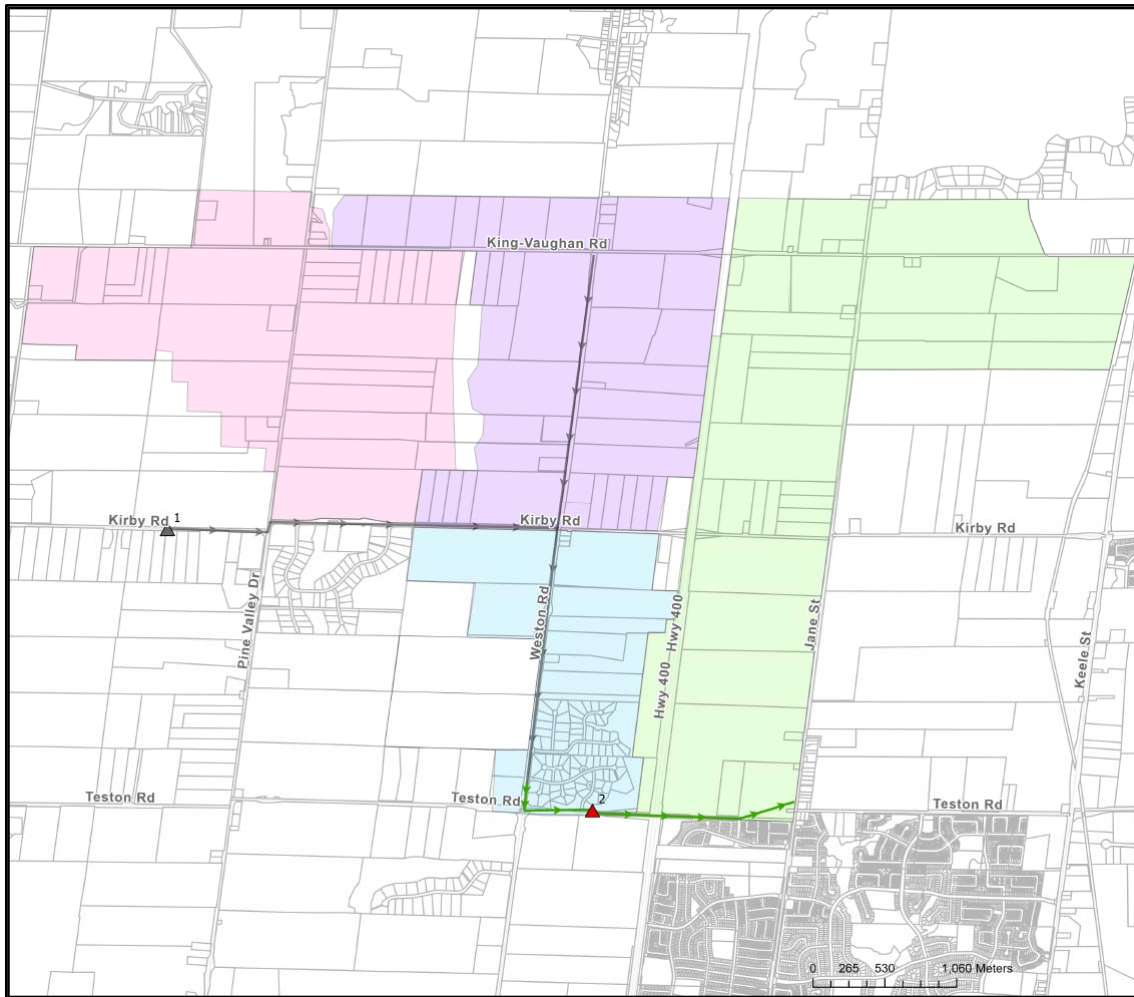 King-Vaughan Rd
Kirby Rd
1
Kirby Rd
Kirby Rd
Pine Valley Dr
Weston Rd
Hwy 400
Hwy 400
Jane St
Keele St
Teston Rd
Teston Rd
2
Teston Rd
0 265 530 1,060 Meters